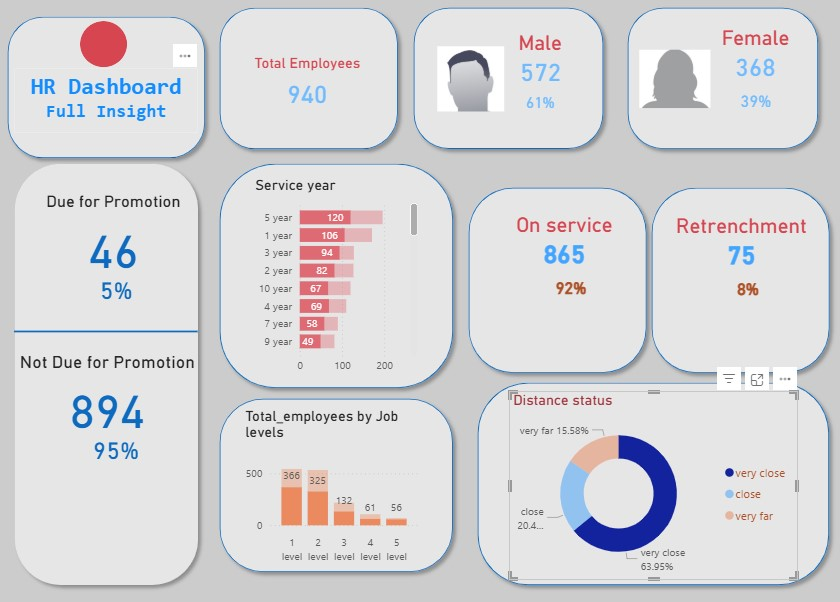 HR Dashboard
Full Insight
Total Employees
940
Male
572
61%
Female
368
39%
Due for Promotion
46
5%
Not Due for Promotion
894
95%
Service year
5 year 120
1 year 106
3 year 94
2 year 82
10 year 67
4 year 69
7 year 58
9 year 49
0 100 200
On service
865
92%
Retrenchment
75
8%
Total_employees by Job
levels
500
366 325 132 61 56
0
1 2 3 4 5
level level level level level
Distance status
very far 15.58%
close
20.4...
very close
63.95%
very close
close
very far